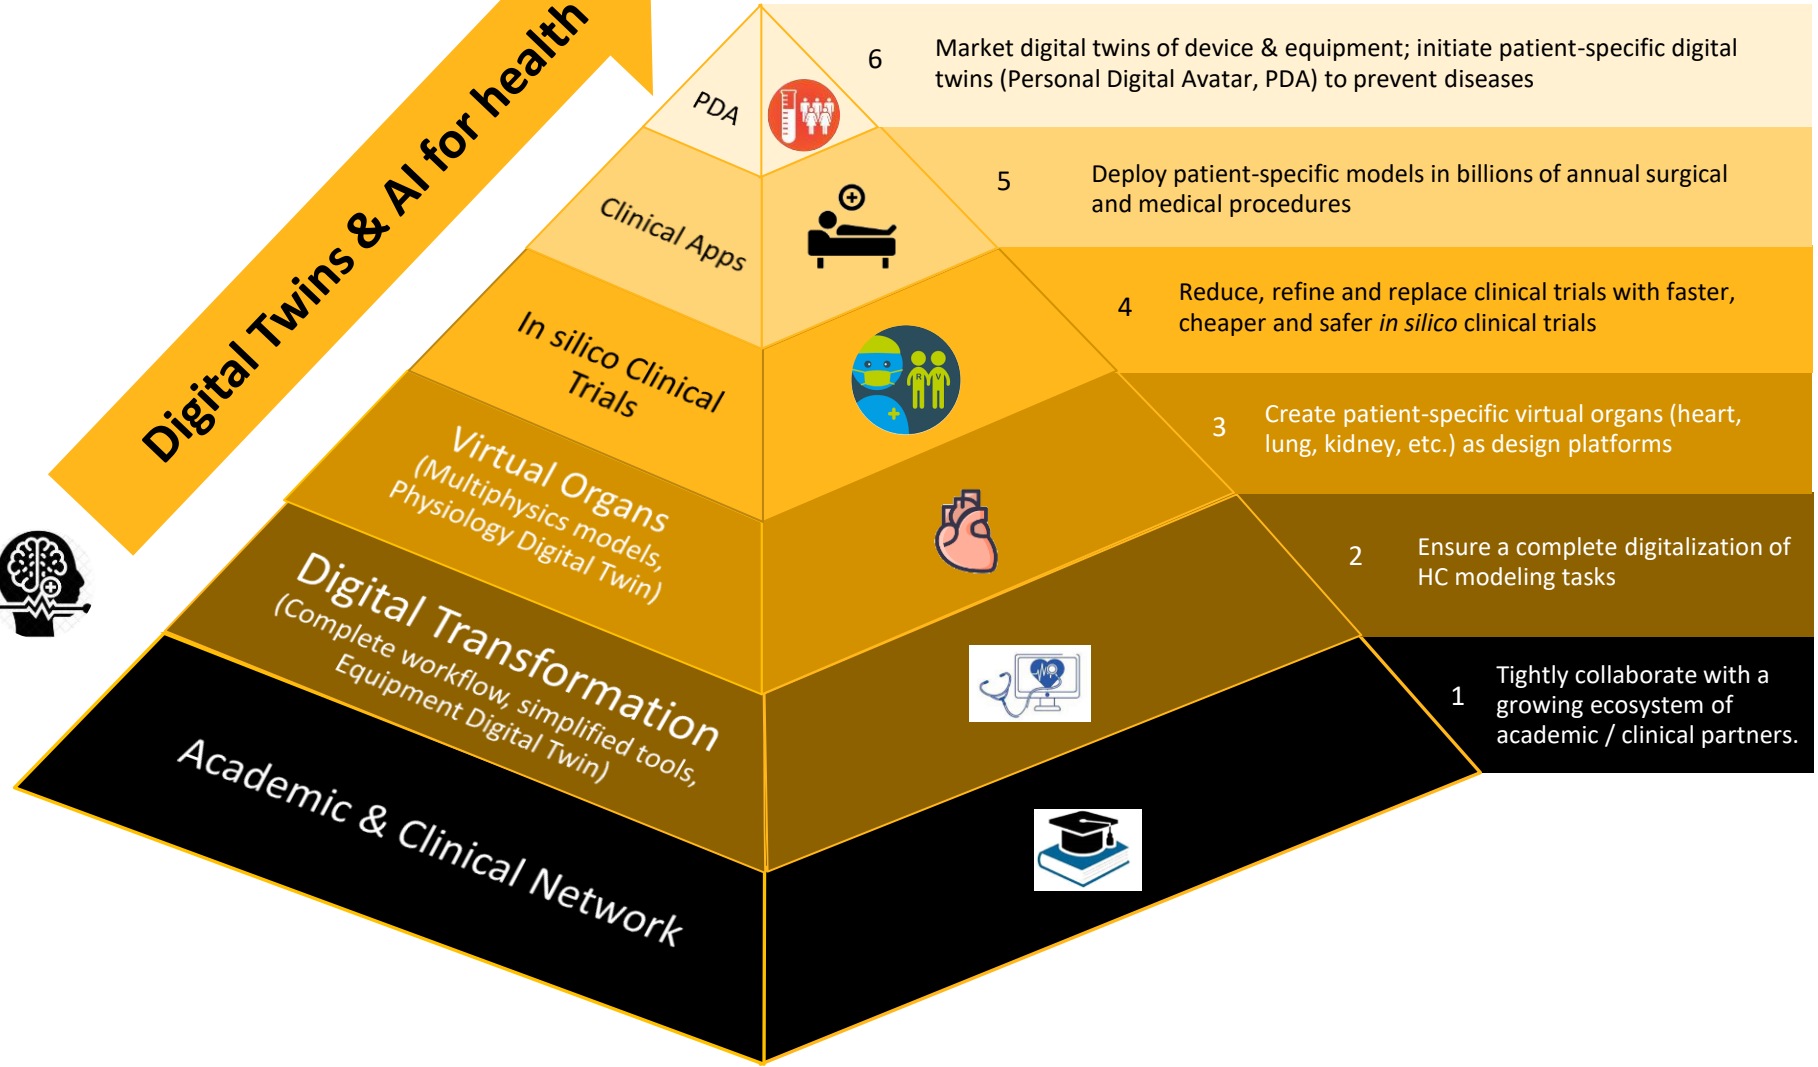 Digital Twins & AI for health
PDA
6
Market digital twins of device & equipment; initiate patient-specific digital
twins (Personal Digital Avatar, PDA) to prevent diseases
Clinical Apps
5
Deploy patient-specific models in billions of annual surgical
and medical procedures
In silico Clinical
Trials
R V
4
Reduce, refine and replace clinical trials with faster,
cheaper and safer in silico clinical trials
Virtual Organs
(Multiphysics models,
Physiology Digital Twin)
3
Create patient-specific virtual organs (heart,
lung, kidney, etc.) as design platforms
Digital Transformation
(Complete workflow, simplified tools,
Equipment Digital Twin)
2
Ensure a complete digitalization of
HC modeling tasks
Academic & Clinical Network
1
Tightly collaborate with a
growing ecosystem of
academic / clinical partners.